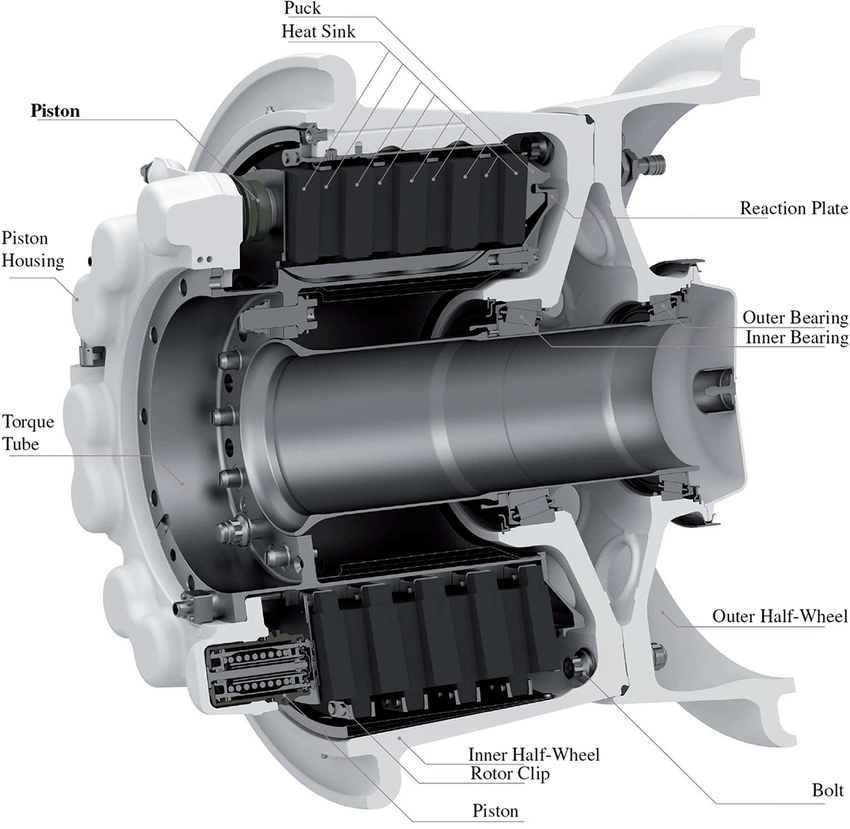 Puck
Heat Sink
Piston
Reaction Plate
Piston
Housing
Outer Bearing
Inner Bearing
Torque
Tube
Outer Half-Wheel
Inner Half-Wheel
Rotor Clip
Bolt
Piston